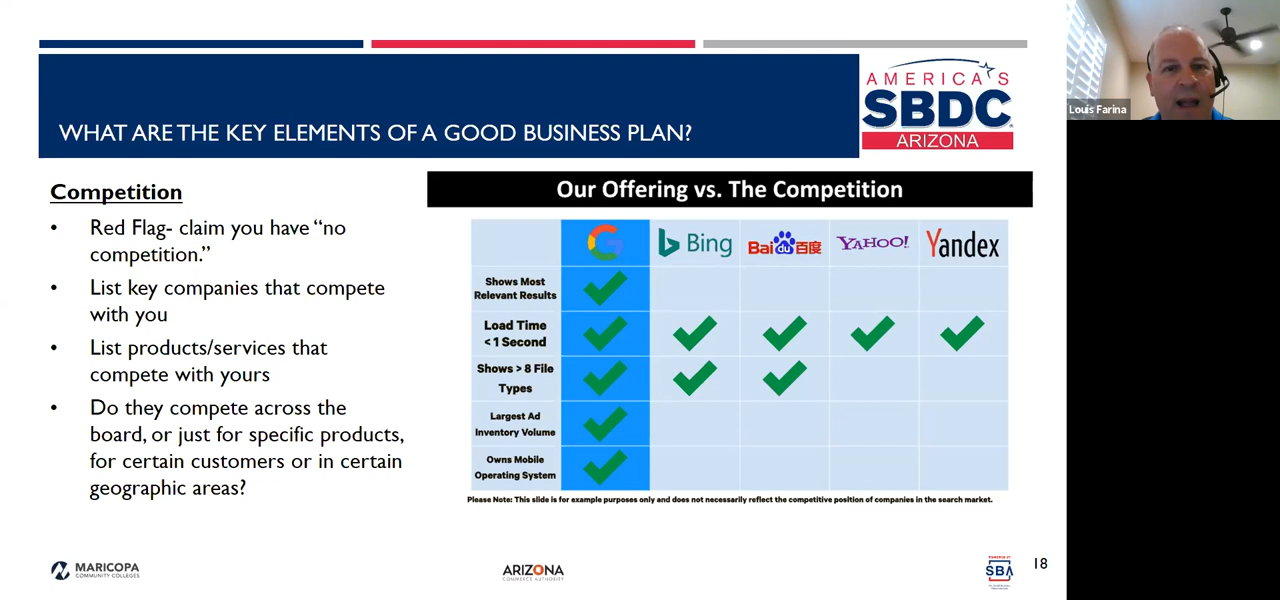 Louis Farina
AMERICA'S
SBDC
ARIZONA
WHAT ARE THE KEY ELEMENTS OF A GOOD BUSINESS PLAN?
Competition
• Red Flag- claim you have “no
competition.”
• List key companies that compete
with you
• List products/services that
compete with yours
• Do they compete across the
board, or just for specific products,
for certain customers or in certain
geographic areas?
Our Offering vs. The Competition
G
Bing
Bai du 百度
YAHOO!
Yandex
Shows Most
Relevant Results
Load Time
< 1 Second
Shows > 8 File
Types
Largest Ad
Inventory Volume
Owns Mobile
Operating System
Please Note: This slide is for example purposes only and does not necessarily reflect the competitive position of companies in the search market.
MARICOPA
COMMUNITY COLLEGES
ARIZONA
COMMERCE AUTHORITY
POWERED BY
SBA
18